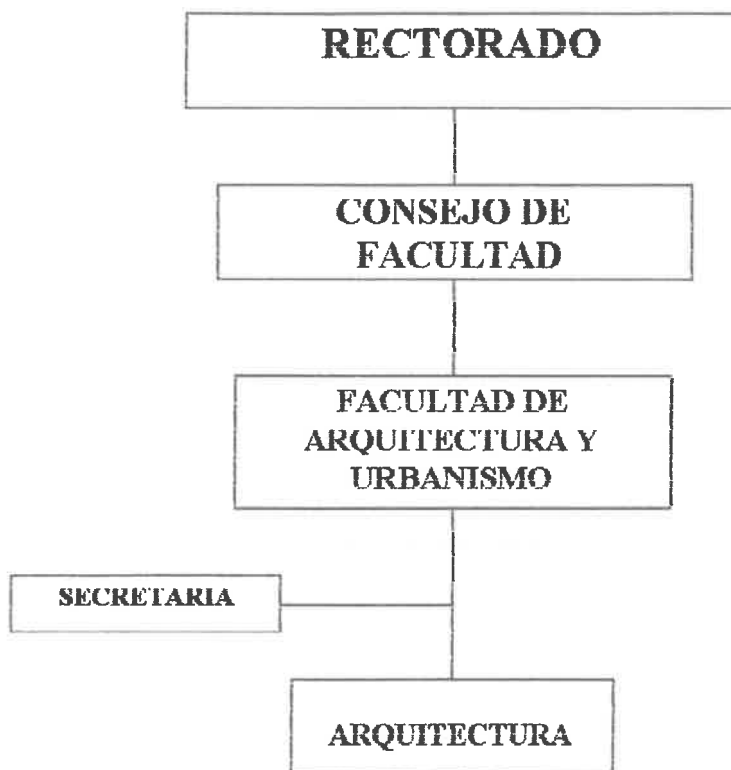 RECTORADO
CONSEJO DE
FACULTAD
FACULTAD DE
ARQUITECTURA Y
URBANISMO
SECRETARIA
ARQUITECTURA